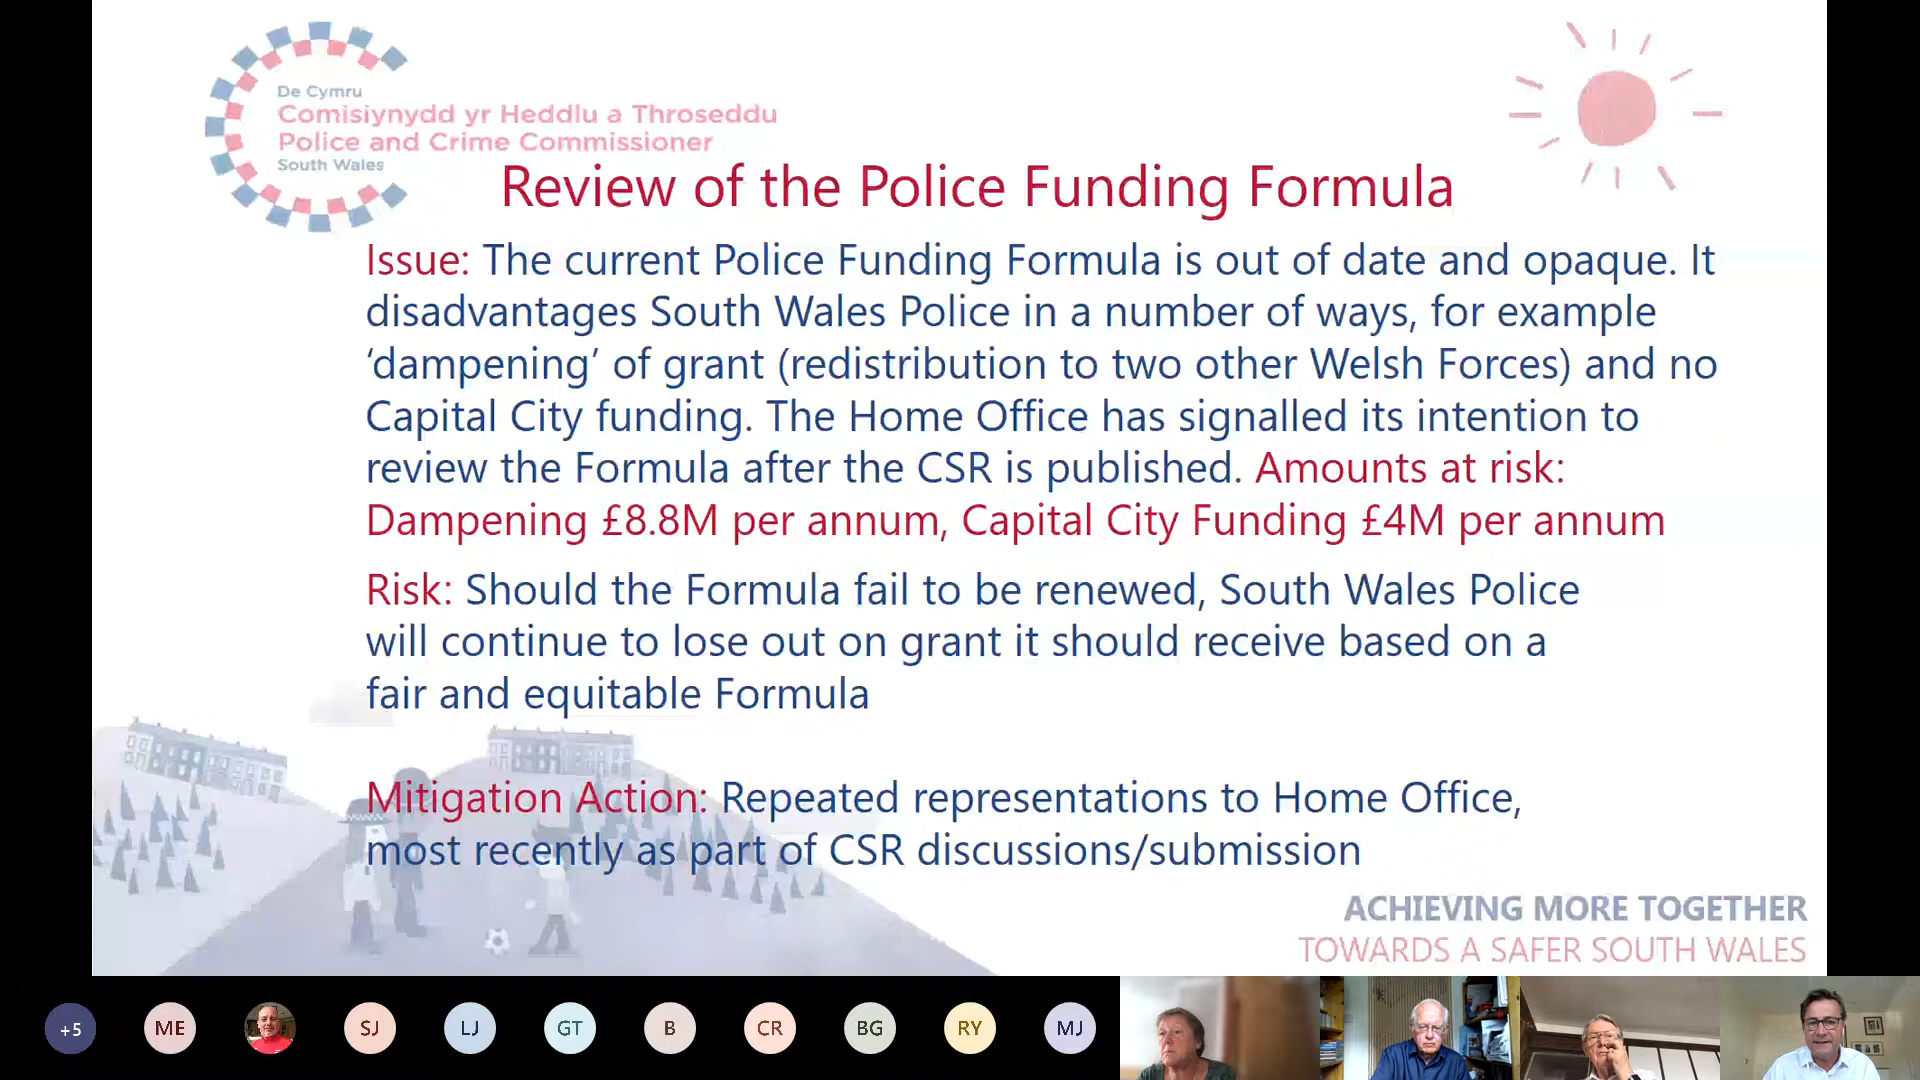 De Cymru
Comisiynydd yr Heddlu a Throseddu
Police and Crime Commissioner
South Wales
Review of the Police Funding Formula
Issue: The current Police Funding Formula is out of date and opaque. It
disadvantages South Wales Police in a number of ways, for example
‘dampening’ of grant (redistribution to two other Welsh Forces) and no
Capital City funding. The Home Office has signalled its intention to
review the Formula after the CSR is published. Amounts at risk:
Dampening £8.8M per annum, Capital City Funding £4M per annum
Risk: Should the Formula fail to be renewed, South Wales Police
will continue to lose out on grant it should receive based on a
fair and equitable Formula
Mitigation Action: Repeated representations to Home Office,
most recently as part of CSR discussions/submission
ACHIEVING MORE TOGETHER
TOWARDS A SAFER SOUTH WALES
+5 ME SJ LJ GT B CR BG RY MJ